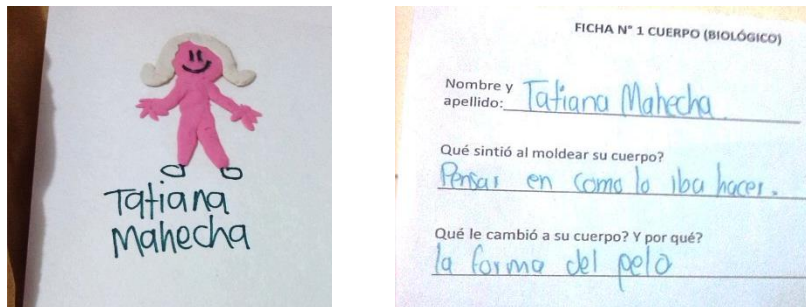 Tatiana
Mahecha
FICHA N° 1 CUERPO (BIOLÓGICO)
Nombre y
apellido: Tatiana Mahecha
Qué sintió al moldear su cuerpo?
Pensar en como lo iba hacer.
Qué le cambió a su cuerpo? Y por qué?
la forma del pelo